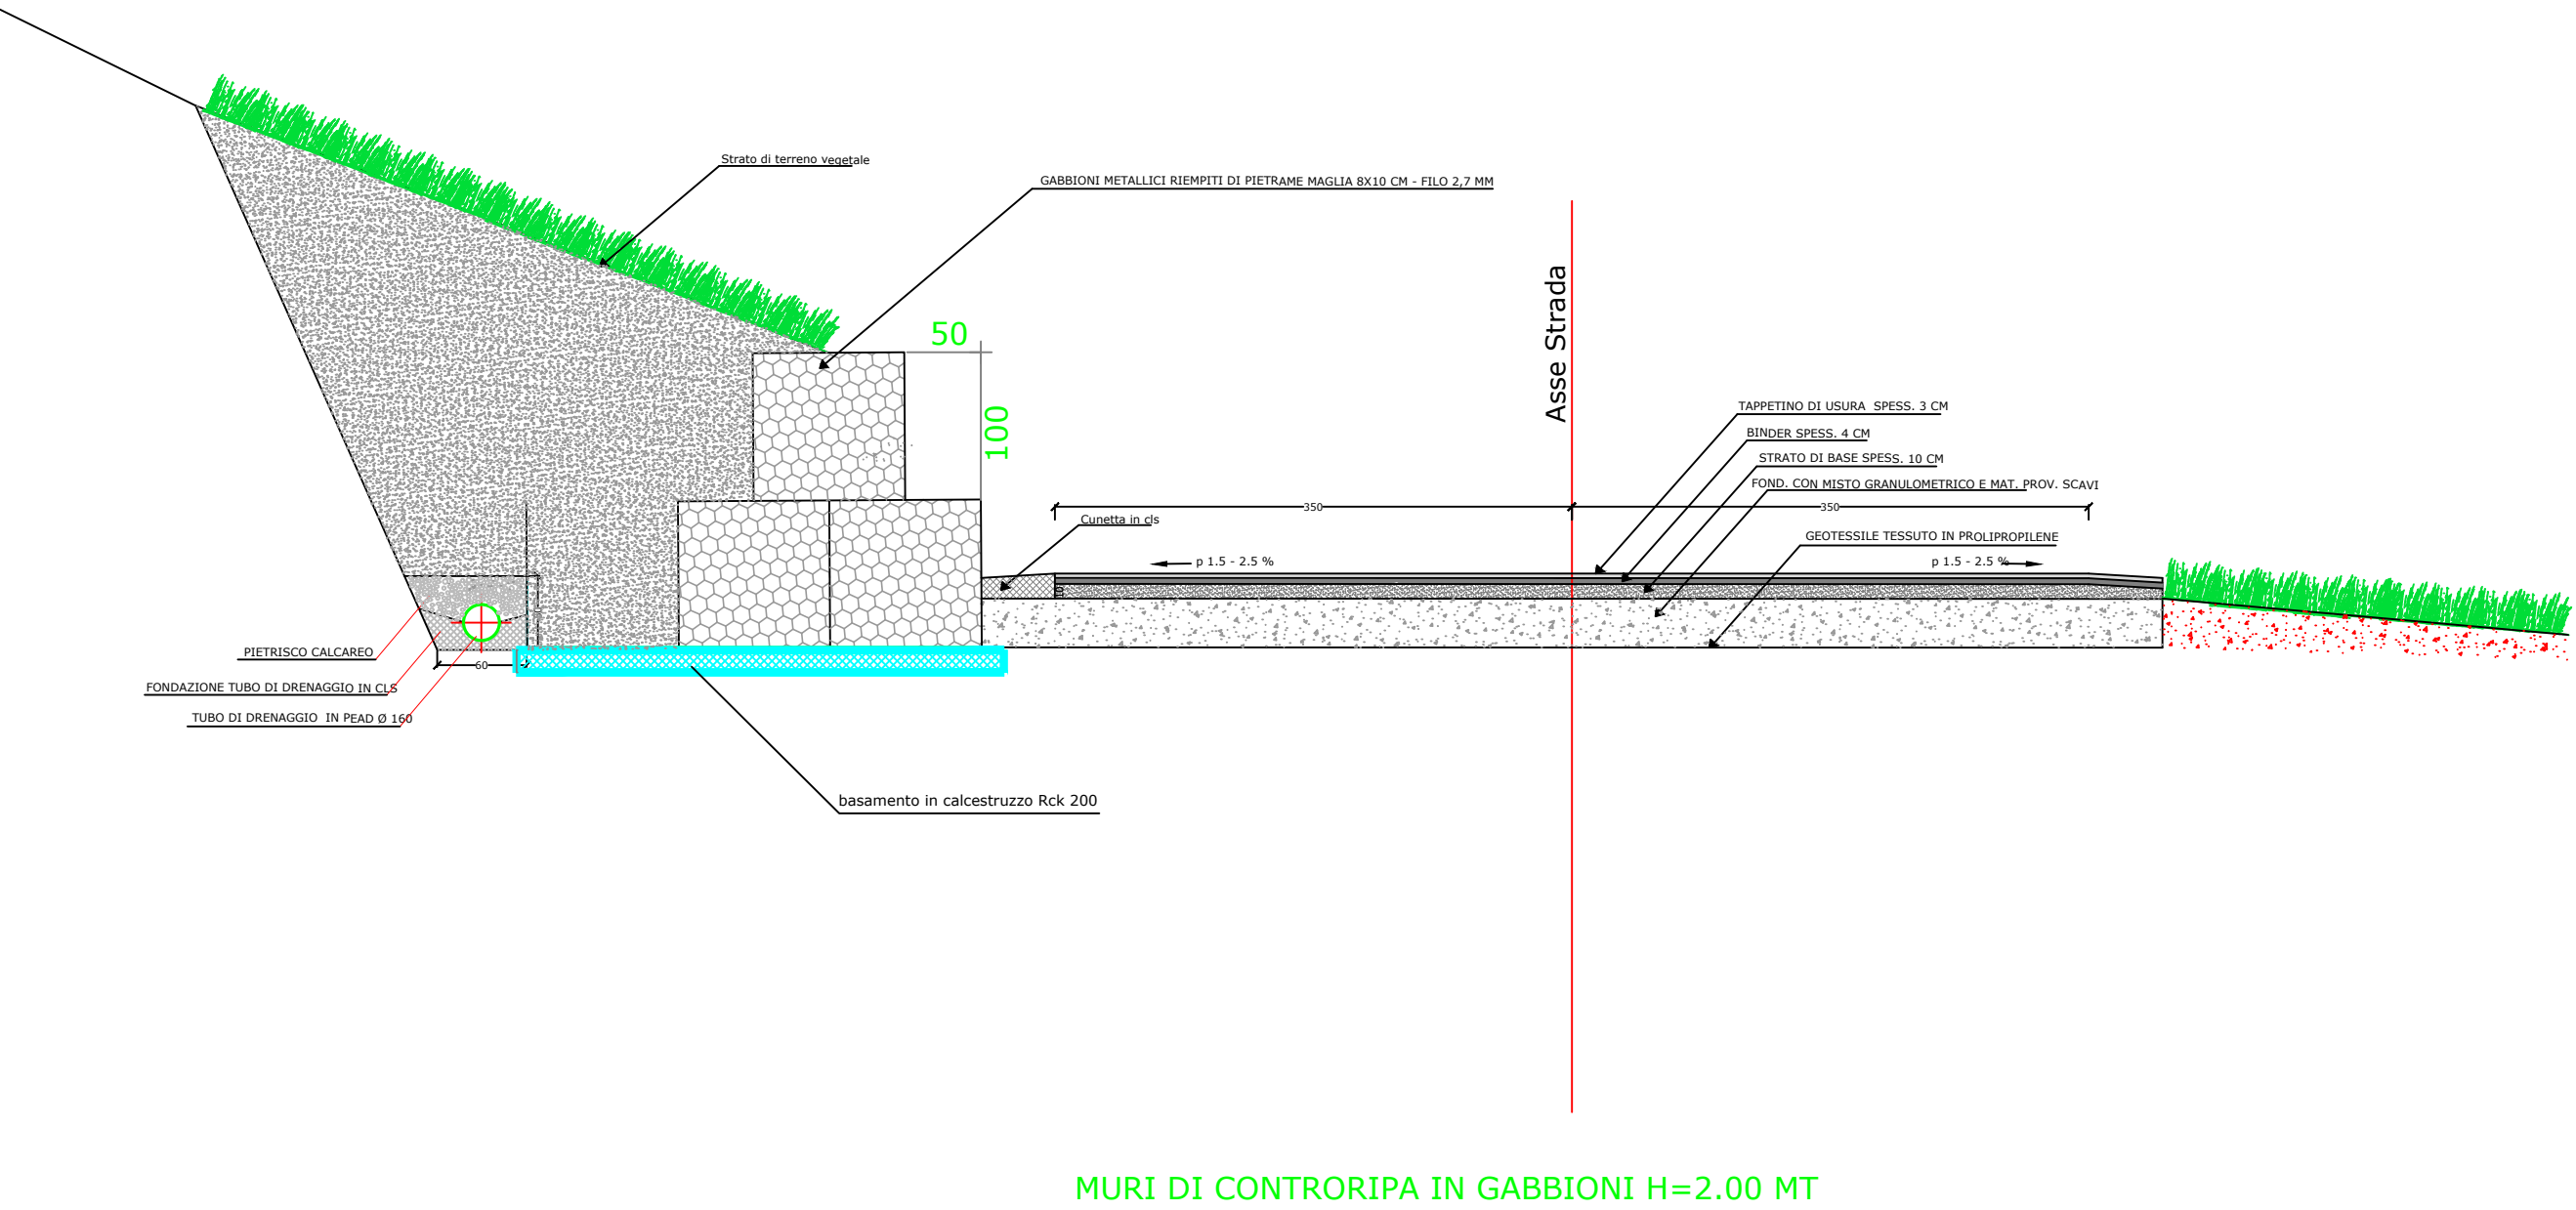 Strato di terreno vegetale
GABBIONI METALLICI RIEMPITI DI PIETRAME MAGLIA 8X10 CM - FILO 2,7 MM
50
100
Asse Strada
TAPPETINO DI USURA SPESS. 3 CM
BINDER SPESS. 4 CM
STRATO DI BASE SPESS. 10 CM
FOND. CON MISTO GRANULOMETRICO E MAT. PROV. SCAVI
350
350
Cunetta in cls
GEOTESSILE TESSUTO IN PROLIPROPILENE
p 1.5 - 2.5 %
p 1.5 - 2.5 %
10
PIETRISCO CALCAREO
60
FONDAZIONE TUBO DI DRENAGGIO IN CLS
TUBO DI DRENAGGIO IN PEAD Ø 160
basamento in calcestruzzo Rck 200
MURI DI CONTRORIPA IN GABBIONI H=2.00 MT